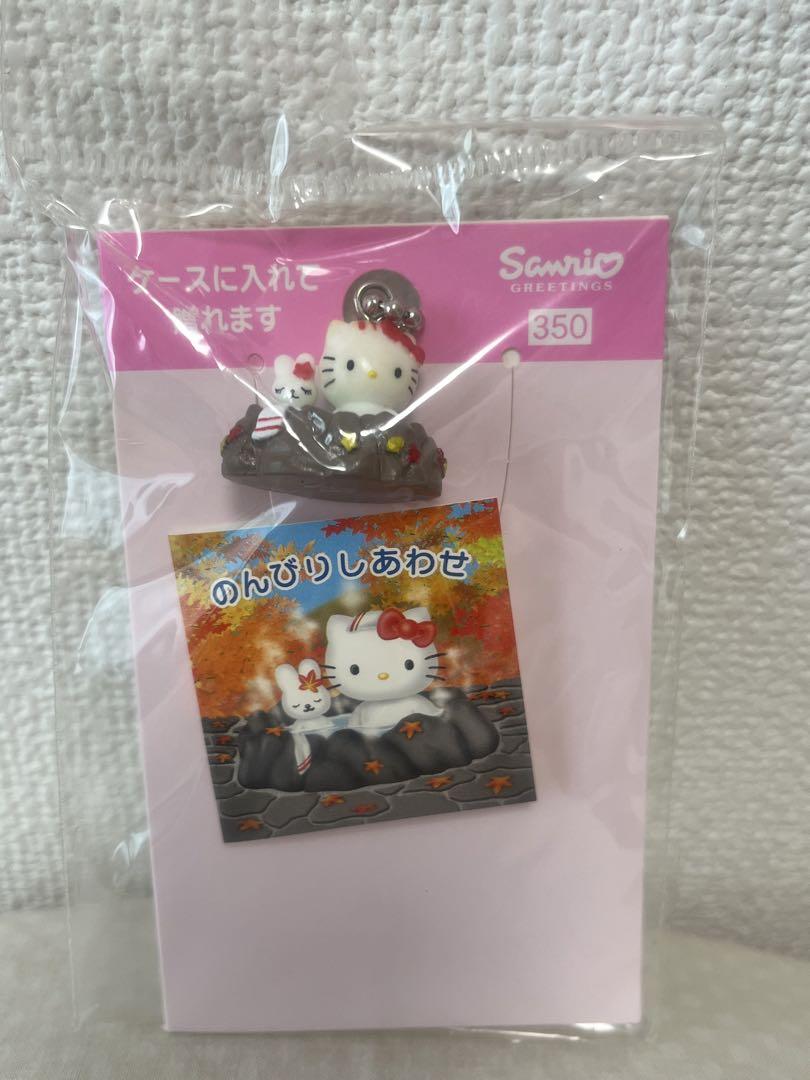 ケースに入れて
贈れます
Sanrio
GREETINGS
350
のんびりしあわせ